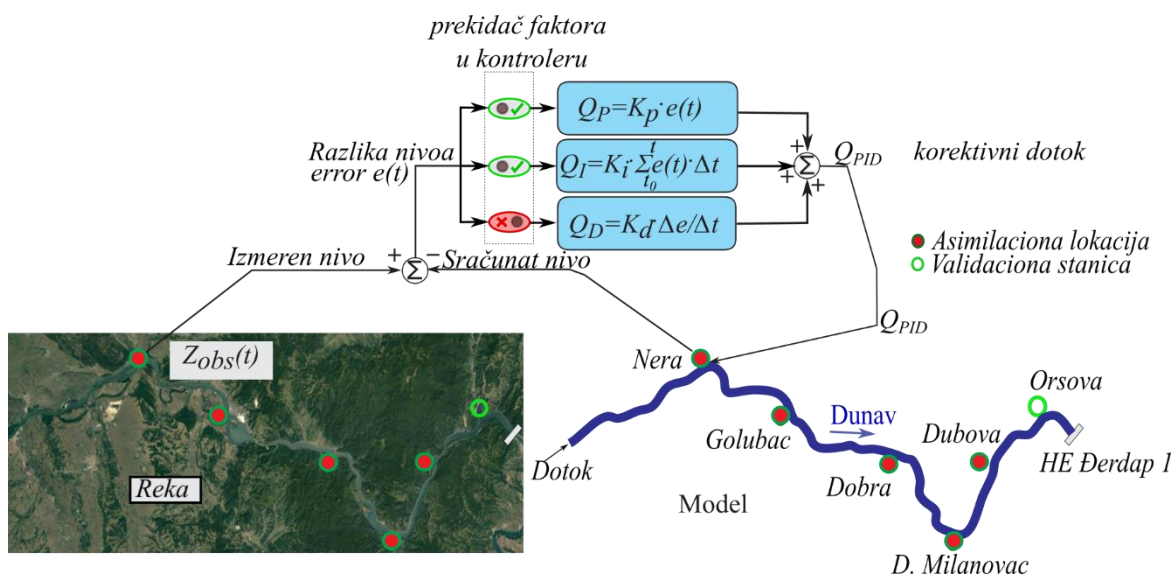 prekidač faktora
u kontroleru
Q_P=K_p·e(t)
Razlika nivoa
error e(t)
Q_I=K_i·∑e(t)·Δt
t
t_0
Q_D=K_d·Δe/Δt
+
+
+
∑
Q_PID
korektivni dotok
Asimilaciona lokacija
Validaciona stanica
Izmeren nivo
+
−
∑
Sračunat nivo
Q_PID
Z_obs(t)
Reka
Nera
Golubac
Dunav
Dotok
Dobra
Dubova
Orsova
HE Đerdap 1
Model
D. Milanovac